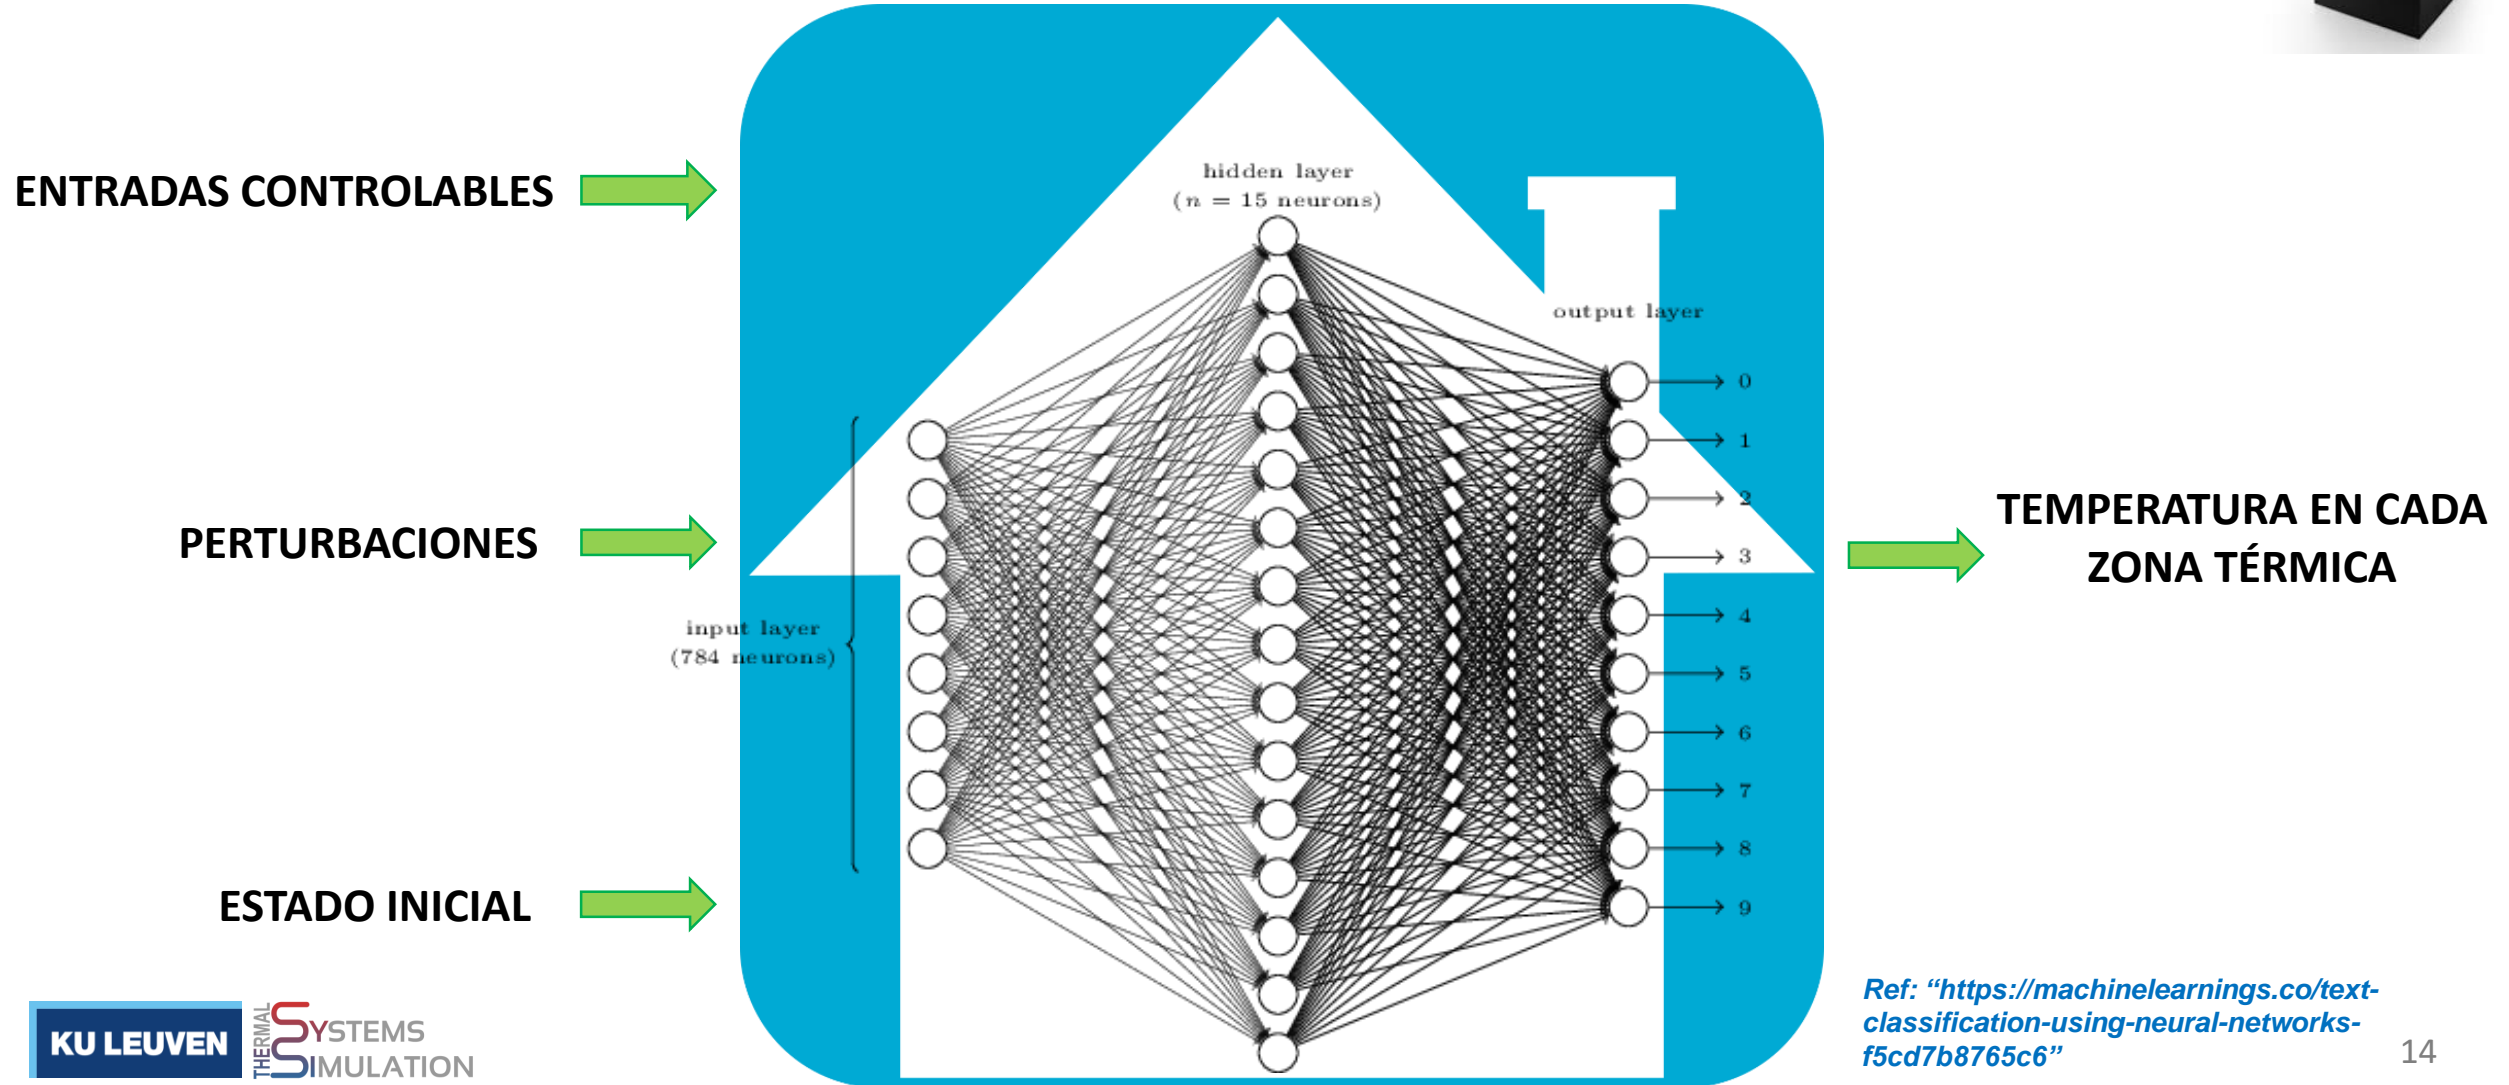 ENTRADAS CONTROLABLES
PERTURBACIONES
ESTADO INICIAL
hidden layer
(n = 15 neurons)
output layer
input layer
(784 neurons)
0
1
2
3
4
5
6
7
8
9
TEMPERATURA EN CADA
ZONA TÉRMICA
KU LEUVEN
THERMAL
SYSTEMS
SIMULATION
Ref: “https://machinelearnings.co/text-
classification-using-neural-networks-
f5cd7b8765c6”
14